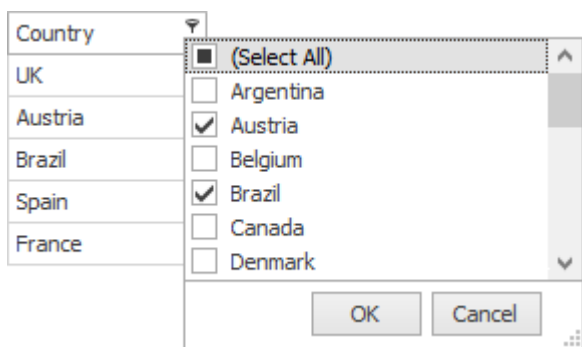 Country
UK
Austria
Brazil
Spain
France
(Select All)
Argentina
Austria
Belgium
Brazil
Canada
Denmark
OK Cancel